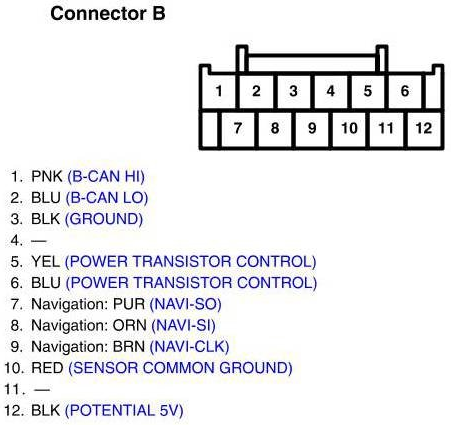 Connector B
1 2 3 4 5 6
7 8 9 10 11 12
1. PNK (B-CAN HI)
2. BLU (B-CAN LO)
3. BLK (GROUND)
4. —
5. YEL (POWER TRANSISTOR CONTROL)
6. BLU (POWER TRANSISTOR CONTROL)
7. Navigation: PUR (NAVI-SO)
8. Navigation: ORN (NAVI-SI)
9. Navigation: BRN (NAVI-CLK)
10. RED (SENSOR COMMON GROUND)
11. —
12. BLK (POTENTIAL 5V)